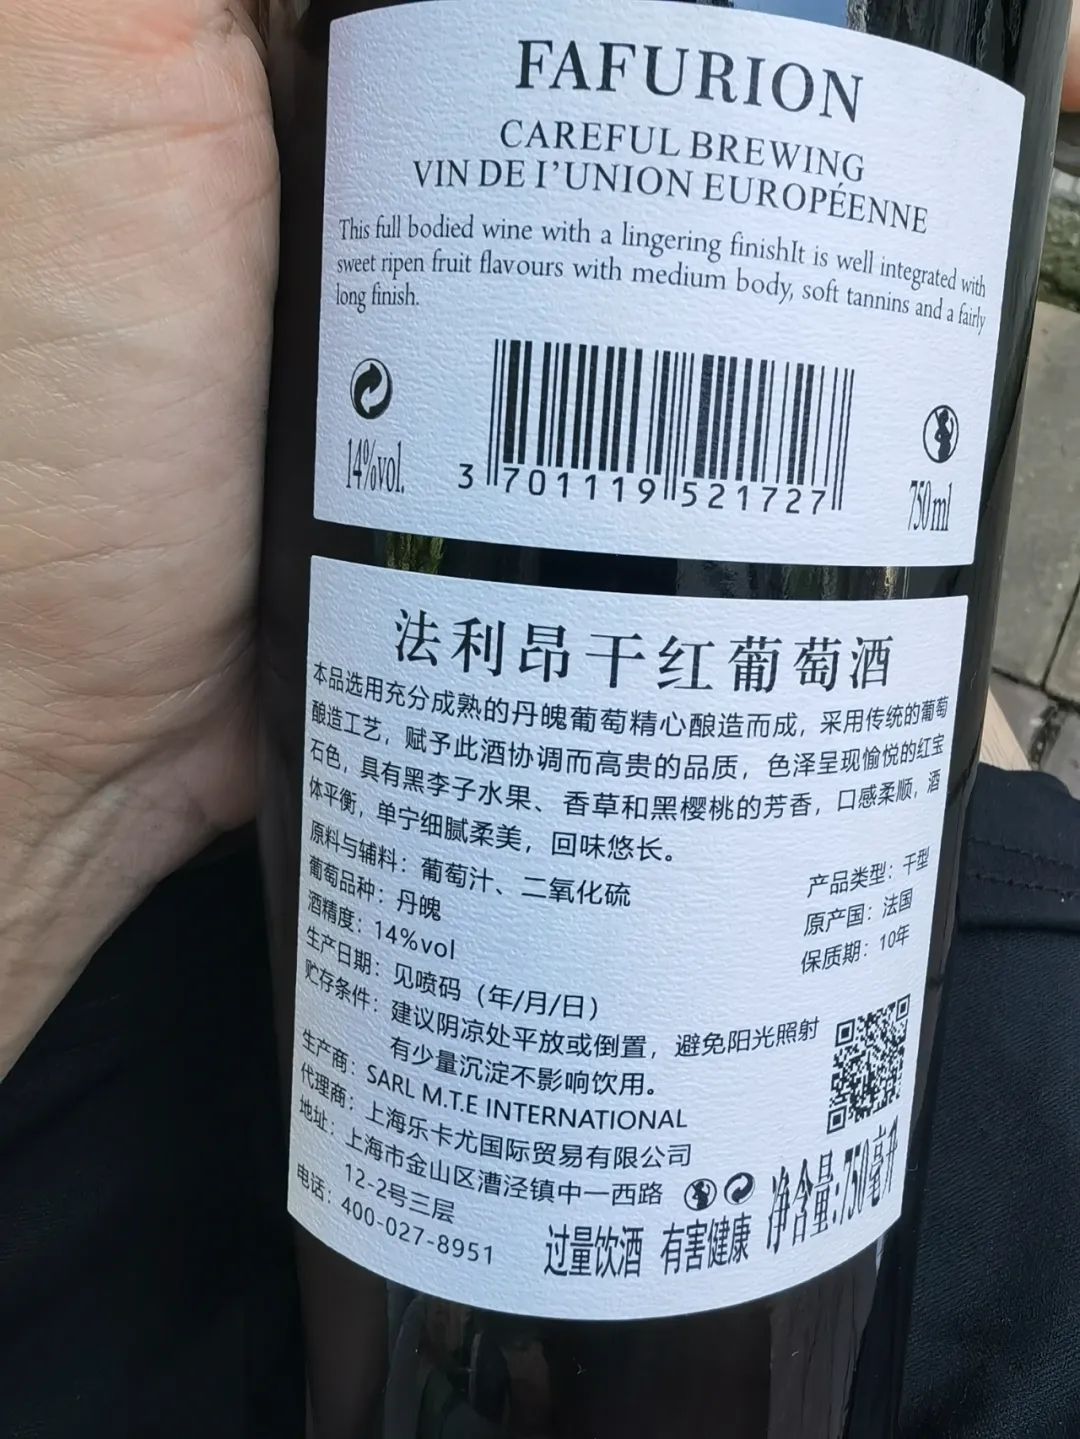 FAFURION
CAREFUL BREWING
VIN DE I'UNION EUROPÉENNE
This full bodied wine with a lingering finishIt is well integrated with
sweet ripen fruit flavours with medium body, soft tannins and a fairly
long finish.
14%vol.
3 701119 521727
750 ml
法利昂干红葡萄酒
本品选用充分成熟的丹魄葡萄精心酿造而成，采用传统的葡萄
酿造工艺，赋予此酒协调而高贵的品质，色泽呈现愉悦的红宝
石色，具有黑李子水果、香草和黑樱桃的芳香，口感柔顺，酒
体平衡，单宁细腻柔美，回味悠长。
原料与辅料：葡萄汁、二氧化硫
产品类型：干型
葡萄品种：丹魄
原产国：法国
酒精度：14%vol
保质期：10年
生产日期：见喷码（年/月/日）
贮存条件：建议阴凉处平放或倒置，避免阳光照射
有少量沉淀不影响饮用。
生产商：SARL M.T.E INTERNATIONAL
代理商：上海乐卡尤国际贸易有限公司
地址：上海市金山区漕泾镇中一西路
12-2号三层
电话：400-027-8951
过量饮酒 有害健康
净含量:750毫升